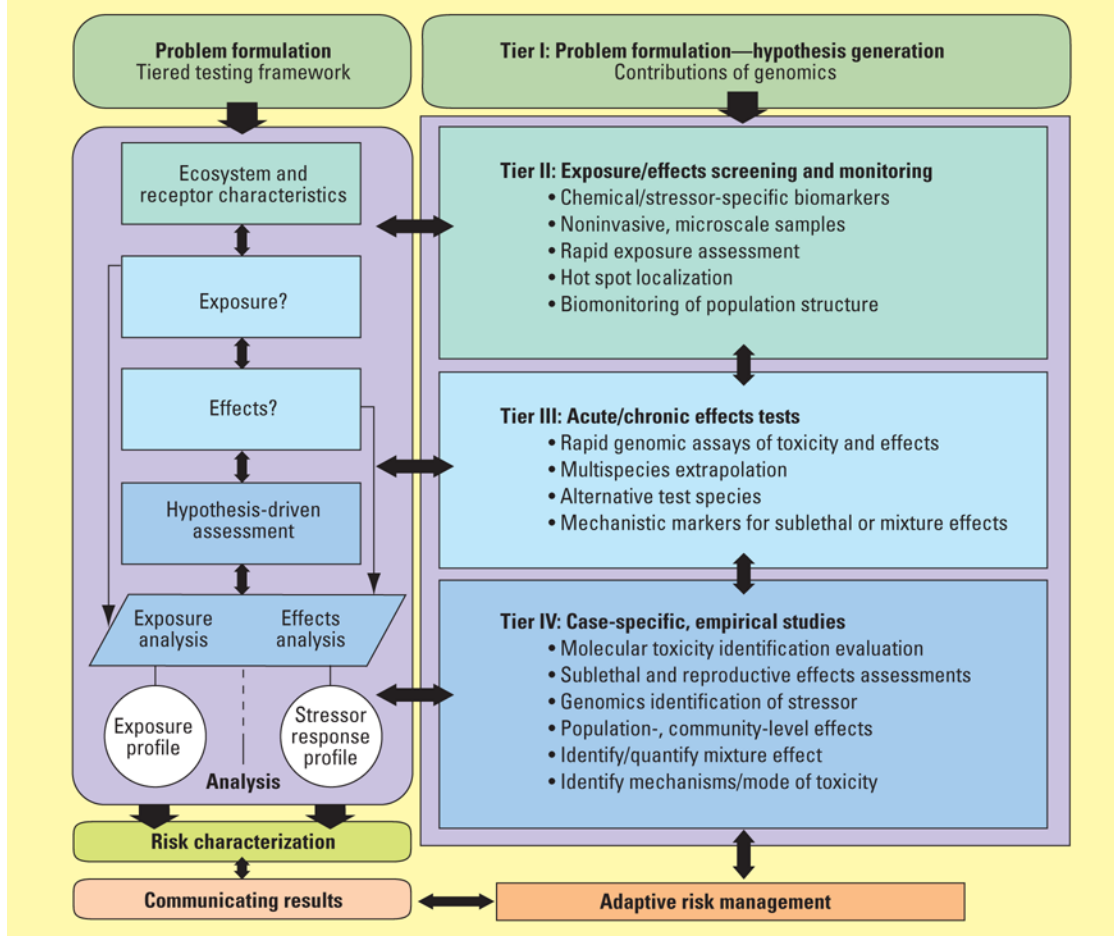 Problem formulation
Tiered testing framework
Ecosystem and
receptor characteristics
Exposure?
Effects?
Hypothesis-driven
assessment
Exposure
analysis
Effects
analysis
Exposure
profile
Stressor
response
profile
Analysis
Risk characterization
Communicating results
Tier I: Problem formulation—hypothesis generation
Contributions of genomics
Tier II: Exposure/effects screening and monitoring
• Chemical/stressor-specific biomarkers
• Noninvasive, microscale samples
• Rapid exposure assessment
• Hot spot localization
• Biomonitoring of population structure
Tier III: Acute/chronic effects tests
• Rapid genomic assays of toxicity and effects
• Multispecies extrapolation
• Alternative test species
• Mechanistic markers for sublethal or mixture effects
Tier IV: Case-specific, empirical studies
• Molecular toxicity identification evaluation
• Sublethal and reproductive effects assessments
• Genomics identification of stressor
• Population-, community-level effects
• Identify/quantify mixture effect
• Identify mechanisms/mode of toxicity
Adaptive risk management